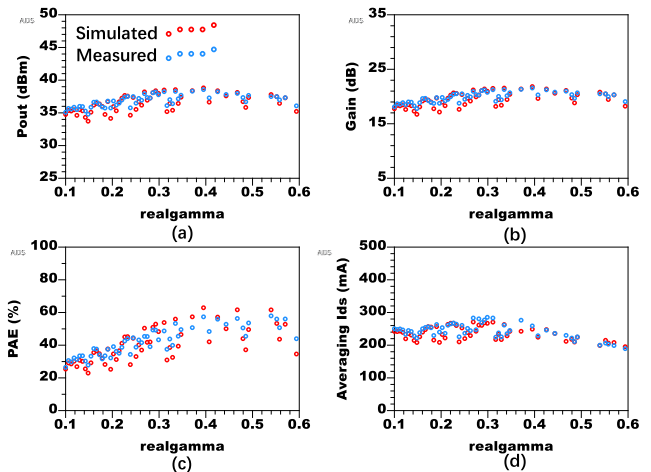 ADS
50
45
40
35
30
25
Pout (dBm)
Simulated
Measured
0.1 0.2 0.3 0.4 0.5 0.6
realgamma
(a)
ADS
35
25
15
5
Gain (dB)
0.1 0.2 0.3 0.4 0.5 0.6
realgamma
(b)
ADS
100
80
60
40
20
0
PAE (%)
0.1 0.2 0.3 0.4 0.5 0.6
realgamma
(c)
ADS
500
400
300
200
100
0
Averaging Ids (mA)
0.1 0.2 0.3 0.4 0.5 0.6
realgamma
(d)